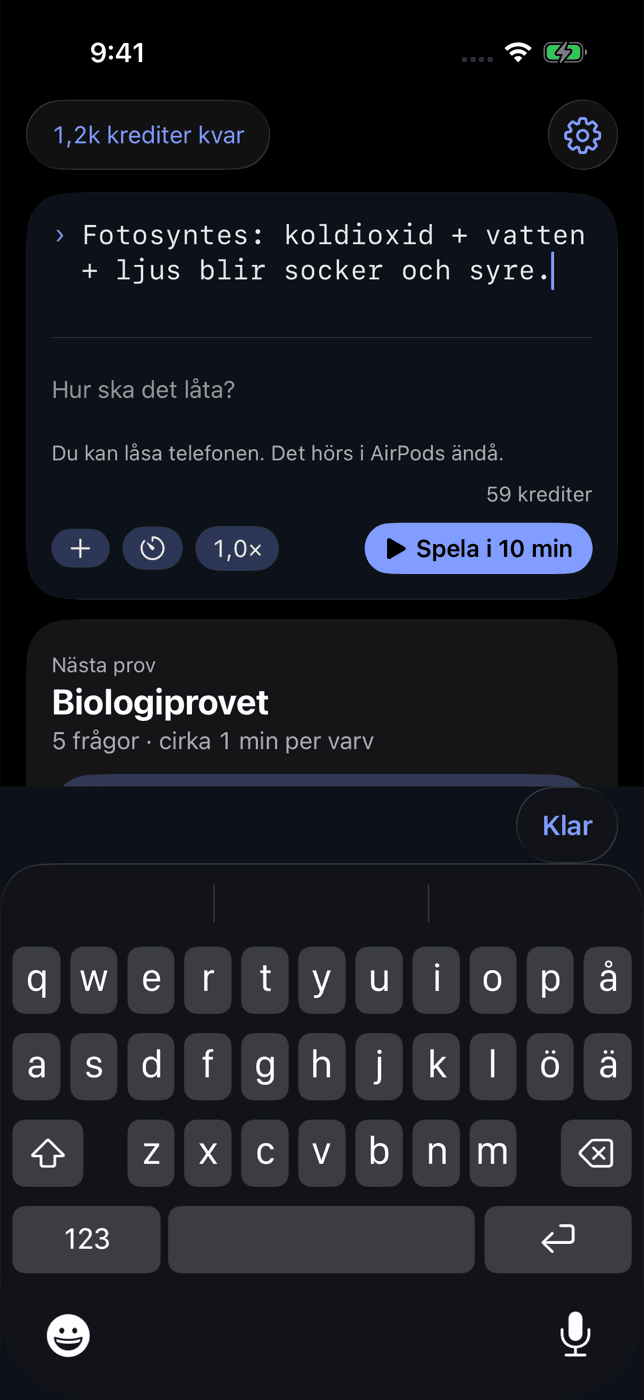 9:41
1,2k krediter kvar
› Fotosyntes: koldioxid + vatten
+ ljus blir socker och syre.
Hur ska det låta?
Du kan låsa telefonen. Det hörs i AirPods ändå.
59 krediter
1,0×
Spela i 10 min
Nästa prov
Biologiprovet
5 frågor · cirka 1 min per varv
Klar
q w e r t y u i o p å
a s d f g h j k l ö ä
z x c v b n m
123